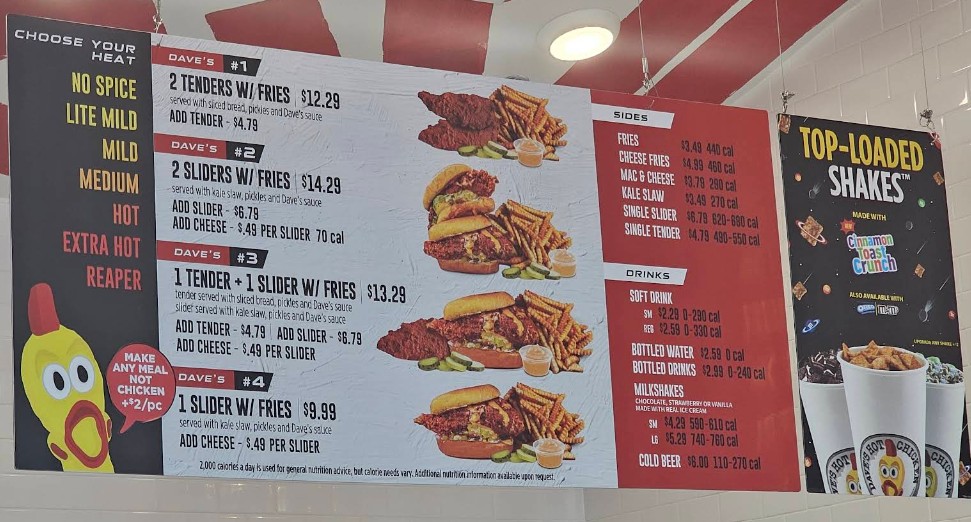 CHOOSE YOUR
HEAT
NO SPICE
LITE MILD
MILD
MEDIUM
HOT
EXTRA HOT
REAPER
MAKE
ANY MEAL
NOT
CHICKEN
+$2/pc
DAVE'S #1
2 TENDERS W/ FRIES | $12.29
served with sliced bread, pickles and Dave's sauce
ADD TENDER - $4.79
DAVE'S #2
2 SLIDERS W/ FRIES | $14.29
served with kale slaw, pickles and Dave's sauce
ADD SLIDER - $6.79
ADD CHEESE - $.49 PER SLIDER 70 cal
DAVE'S #3
1 TENDER + 1 SLIDER W/ FRIES | $13.29
tender served with sliced bread, pickles and Dave's sauce
slider served with kale slaw, pickles and Dave's sauce
ADD TENDER - $4.79 | ADD SLIDER - $6.79
ADD CHEESE - $.49 PER SLIDER
DAVE'S #4
1 SLIDER W/ FRIES | $9.99
served with kale slaw, pickles and Dave's sauce
ADD CHEESE - $.49 PER SLIDER
2,000 calories a day is used for general nutrition advice, but calorie needs vary. Additional nutrition information available upon request.
SIDES
FRIES $3.49 440 cal
CHEESE FRIES $4.99 460 cal
MAC & CHEESE $3.79 290 cal
KALE SLAW $3.49 270 cal
SINGLE SLIDER $6.79 620-690 cal
SINGLE TENDER $4.79 490-550 cal
DRINKS
SOFT DRINK
SM $2.29 0-290 cal
REG $2.59 0-330 cal
BOTTLED WATER $2.59 0 cal
BOTTLED DRINKS $2.99 0-240 cal
MILKSHAKES
CHOCOLATE, STRAWBERRY OR VANILLA
MADE WITH REAL ICE CREAM
SM $4.29 590-610 cal
LG $5.29 740-760 cal
COLD BEER $6.00 110-270 cal
TOP-LOADED
SHAKES™
MADE WITH
Cinnamon
Toast
Crunch
ALSO AVAILABLE WITH
OREO m&m's
DAVE'S HOT CHICKEN